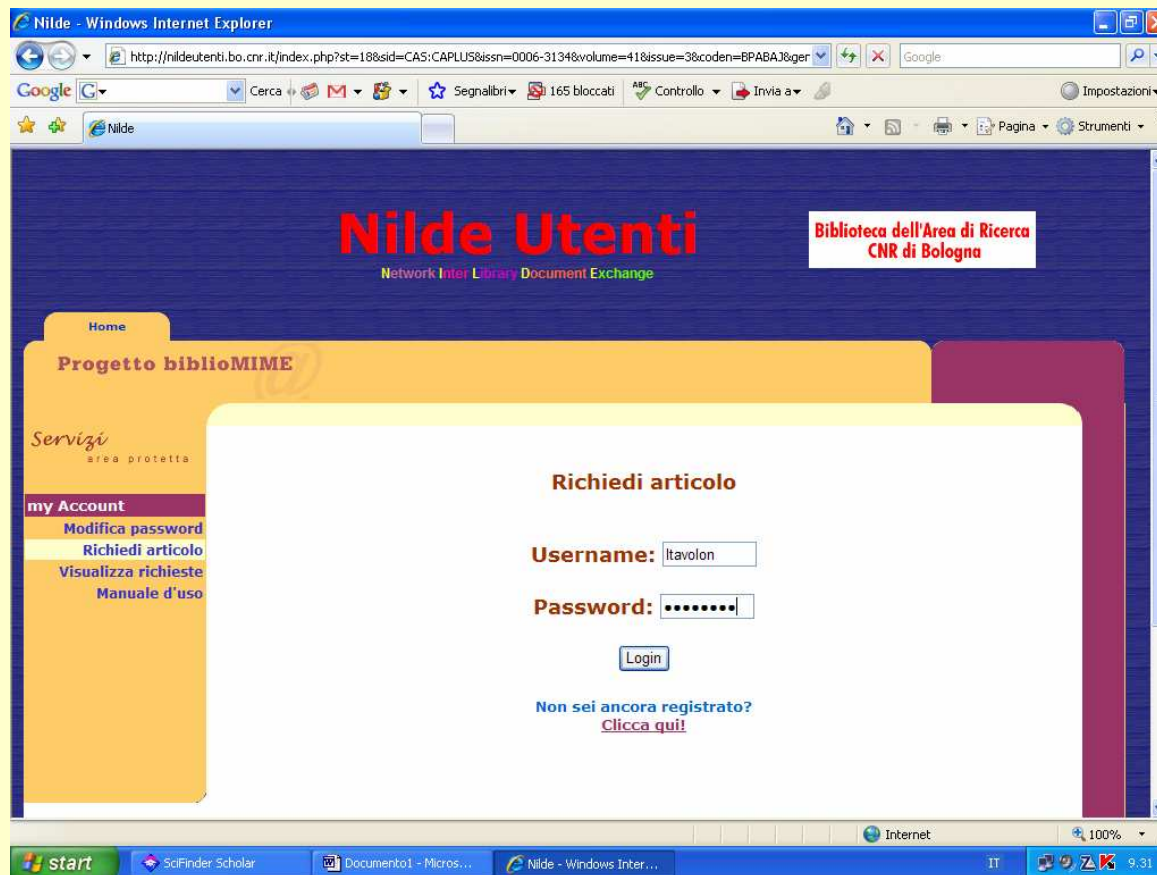 Nilde - Windows Internet Explorer
http://nildeutenti.bo.cnr.it/index.php?st=18&sid=CAS:CAPLUS&issn=0006-3134&volume=41&issue=3&coden=BPABAJ&ger
Google
Google G
Cerca
Segnalibri
165 bloccati
Controllo
Invia a
Impostazioni
Nilde
Pagina
Strumenti
Nilde Utenti
Network Inter Library Document Exchange
Biblioteca dell'Area di Ricerca
CNR di Bologna
Home
Progetto biblioMIME
@
Servizi
area protetta
my Account
Modifica password
Richiedi articolo
Visualizza richieste
Manuale d'uso
Richiedi articolo
Username: ltavolon
Password: ••••••••
Login
Non sei ancora registrato?
Clicca qui!
Internet
100%
start
SciFinder Scholar
Documento1 - Micros...
Nilde - Windows Inter...
IT
9.31